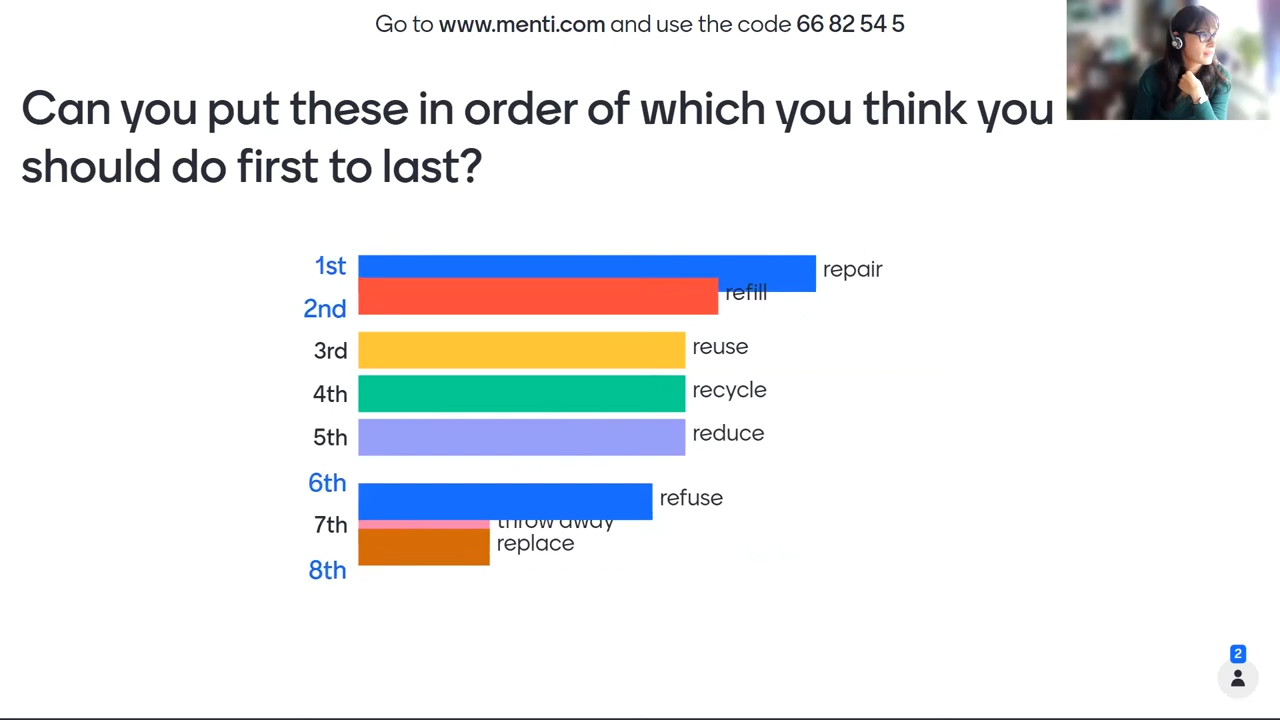 Go to www.menti.com and use the code 66 82 54 5
Can you put these in order of which you think you
should do first to last?
1st repair
2nd refill
3rd reuse
4th recycle
5th reduce
6th refuse
7th throw away
8th replace
2